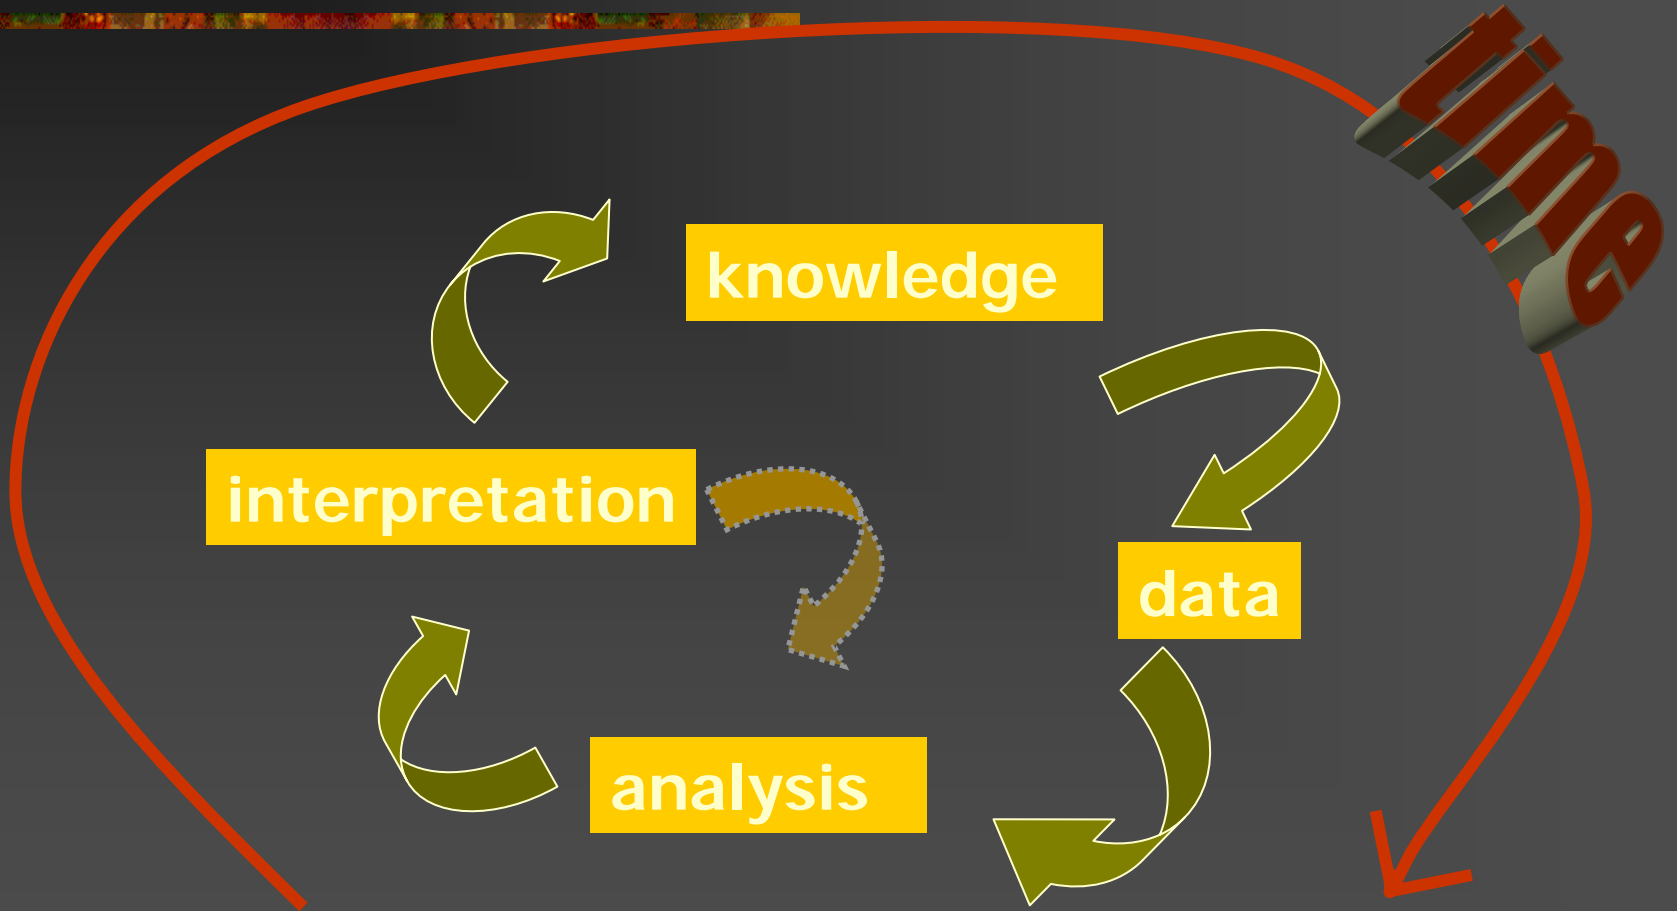 time
knowledge
interpretation
data
analysis